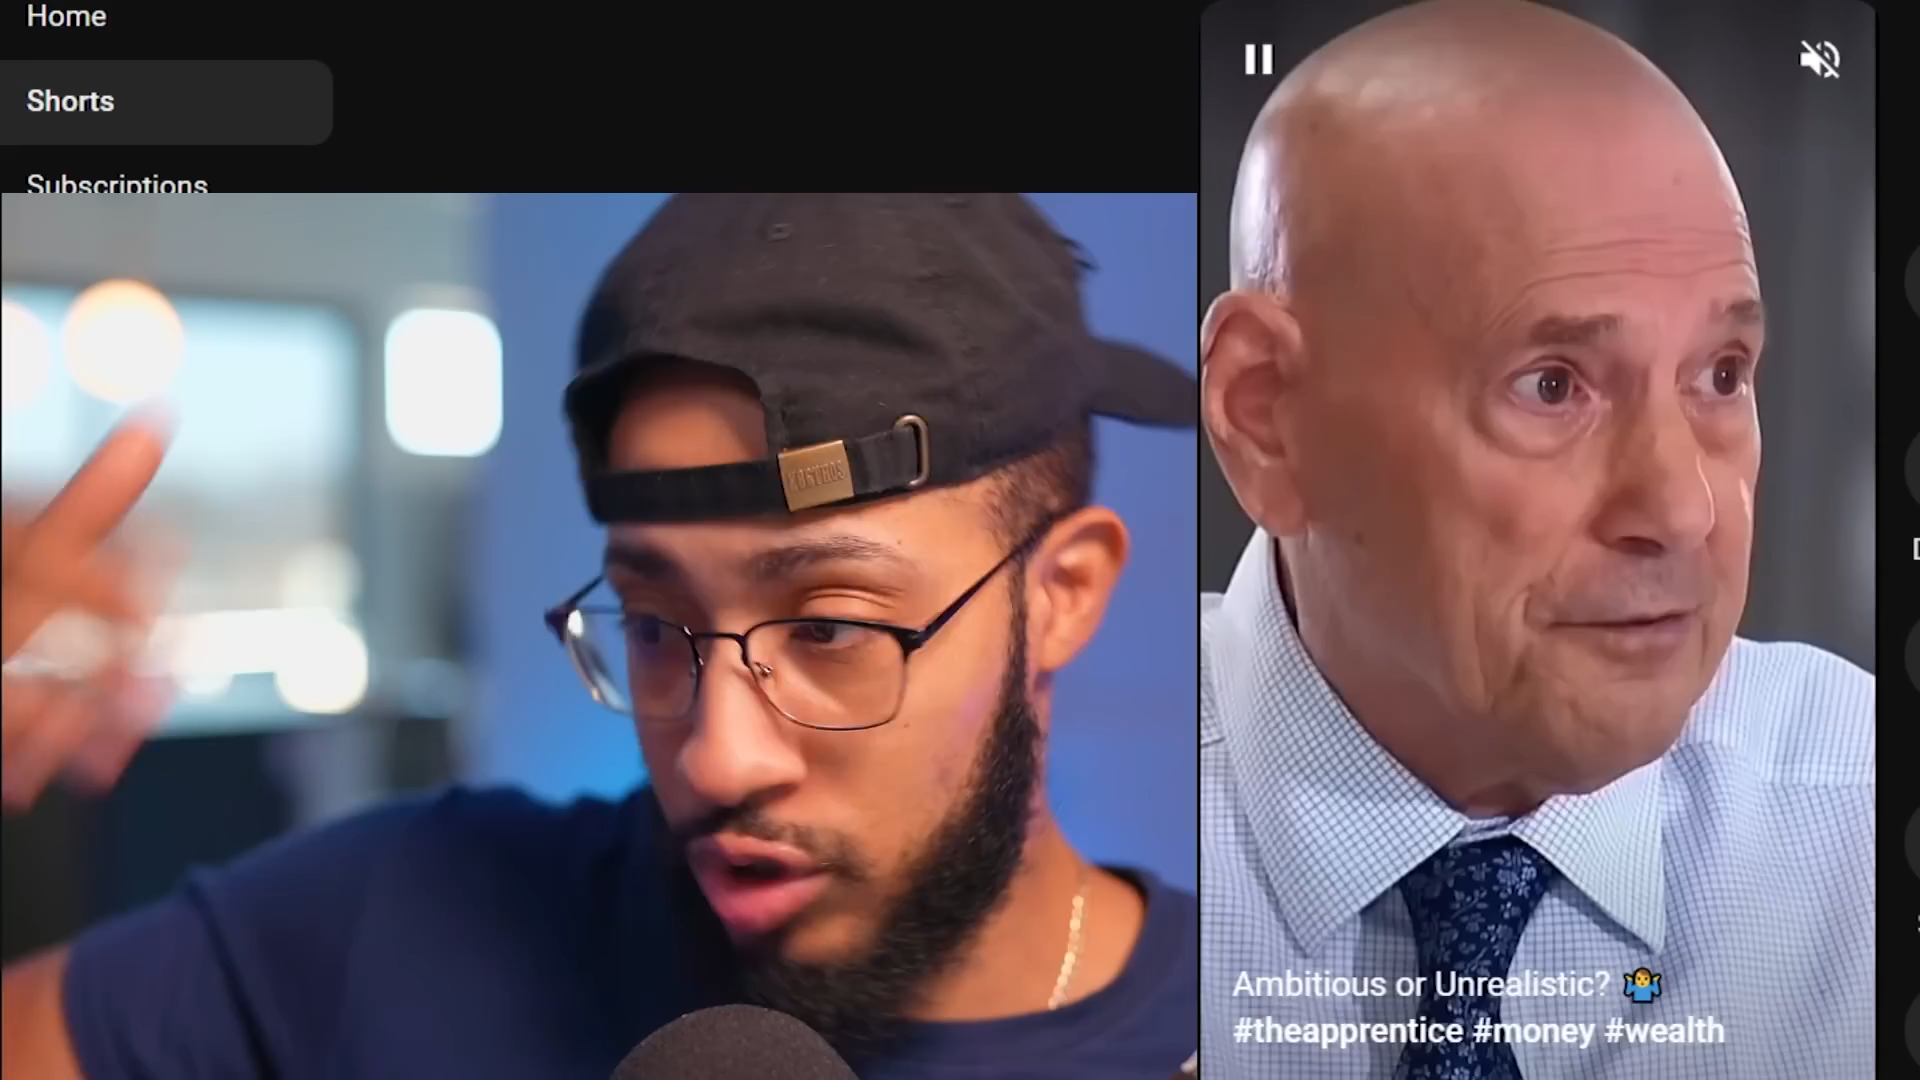 Home
Shorts
Subscriptions
Ambitious or Unrealistic? 🤷‍♂️
#theapprentice #money #wealth